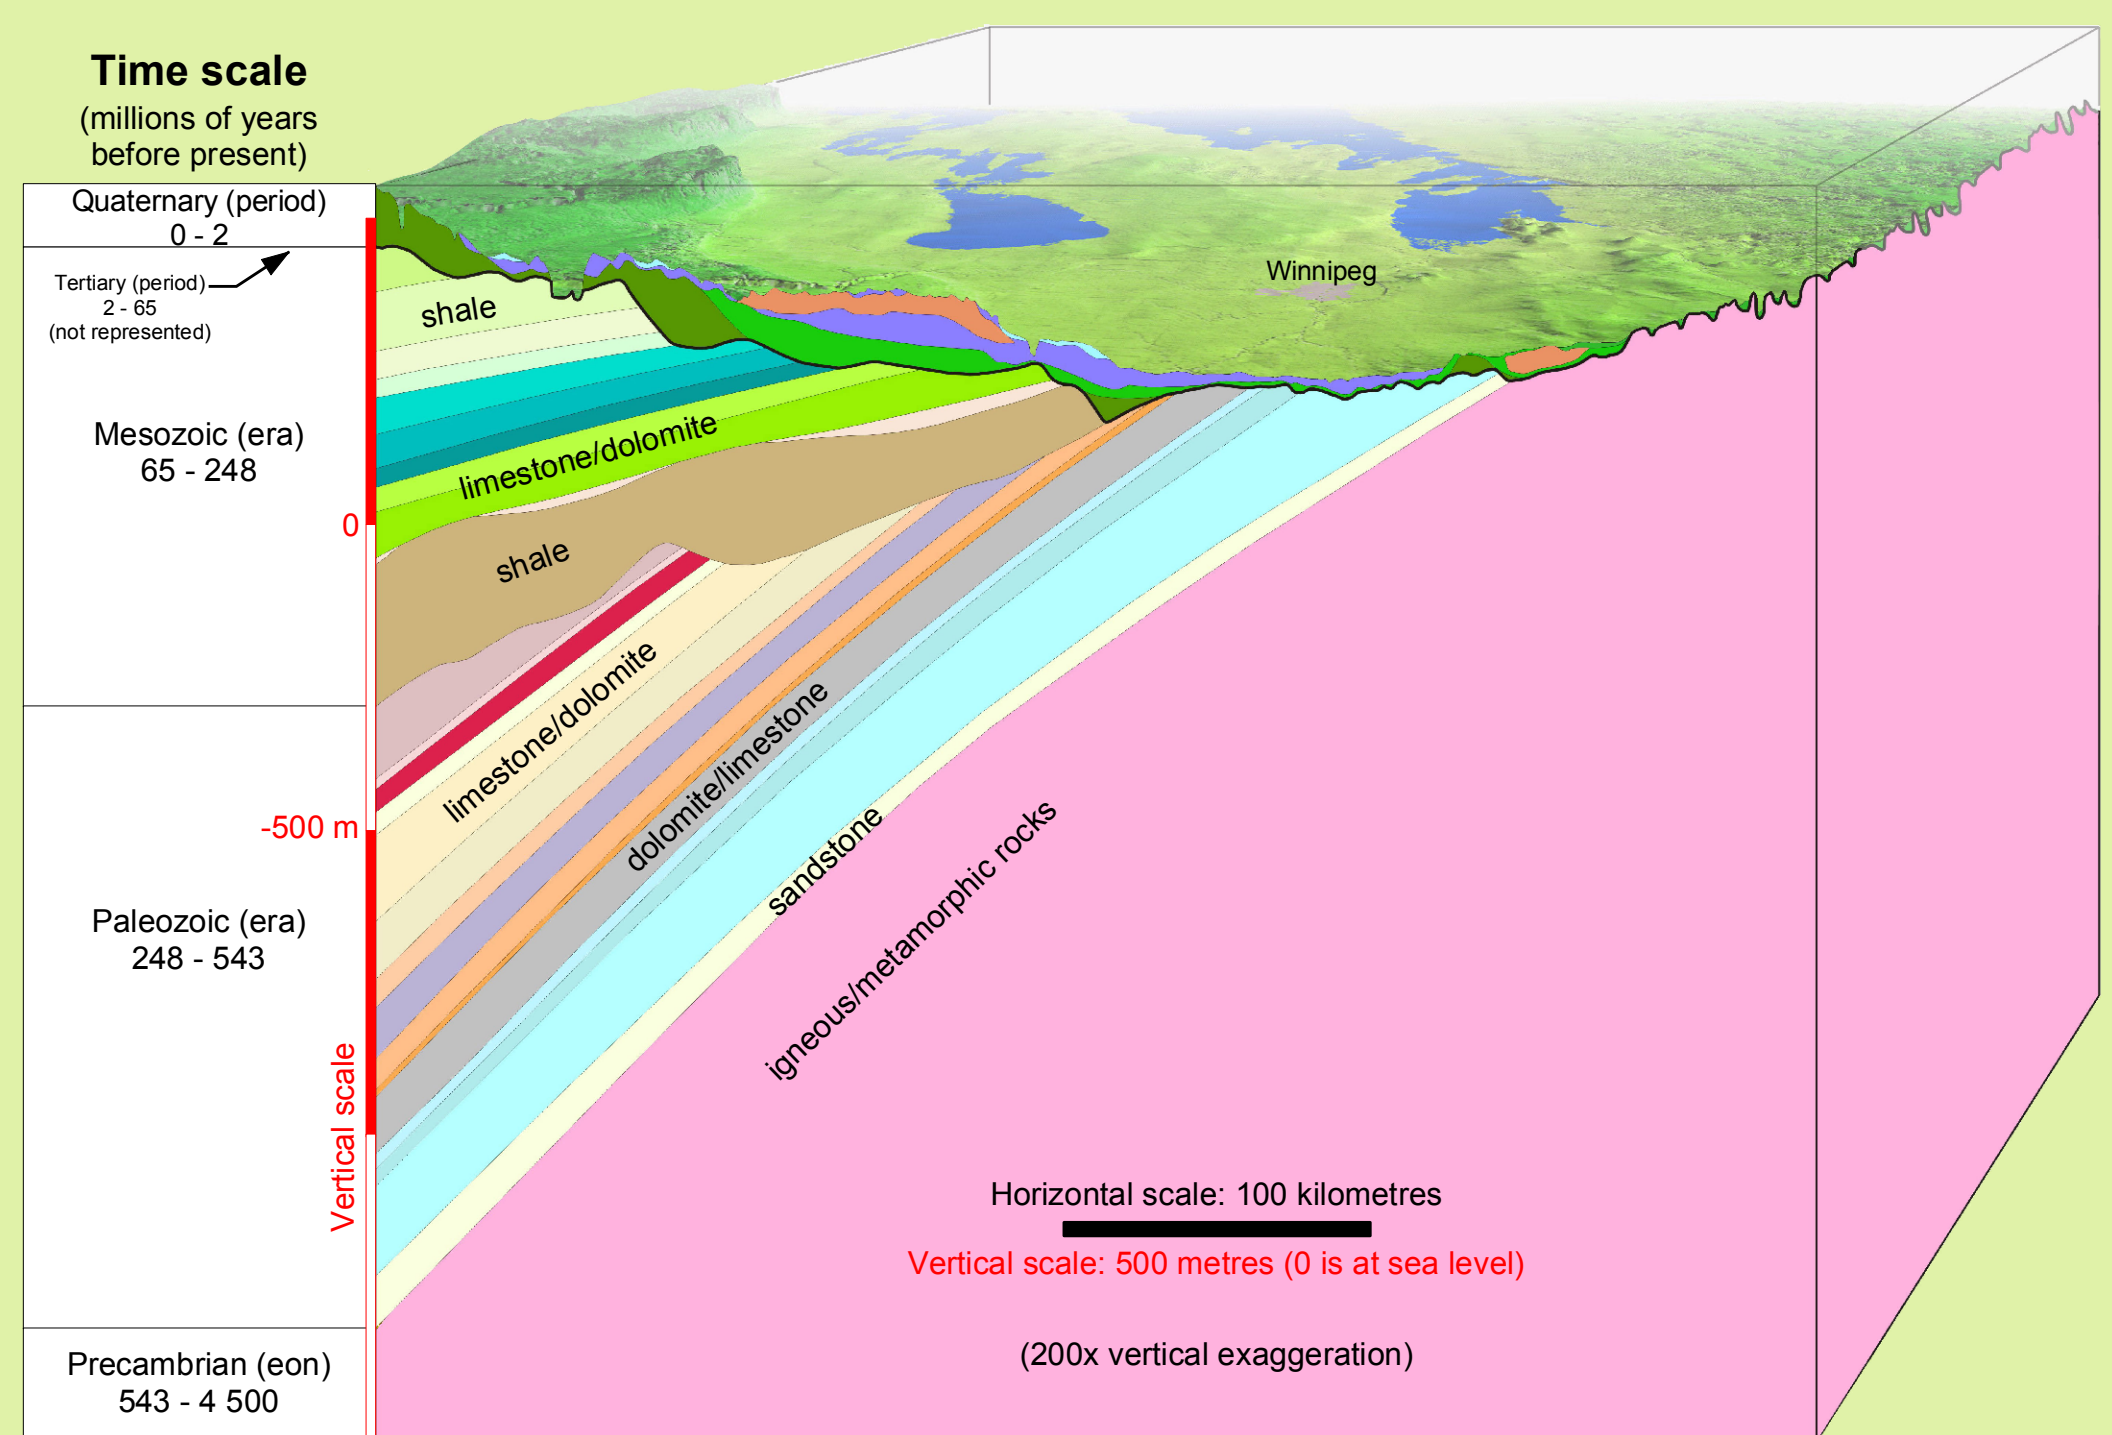 Time scale
(millions of years
before present)
Quaternary (period)
0 - 2
Tertiary (period)
2 - 65
(not represented)
Mesozoic (era)
65 - 248
0
-500 m
Paleozoic (era)
248 - 543
Vertical scale
Precambrian (eon)
543 - 4 500
Winnipeg
shale
limestone/dolomite
shale
limestone/dolomite
dolomite/limestone
sandstone
igneous/metamorphic rocks
Horizontal scale: 100 kilometres
Vertical scale: 500 metres (0 is at sea level)
(200x vertical exaggeration)